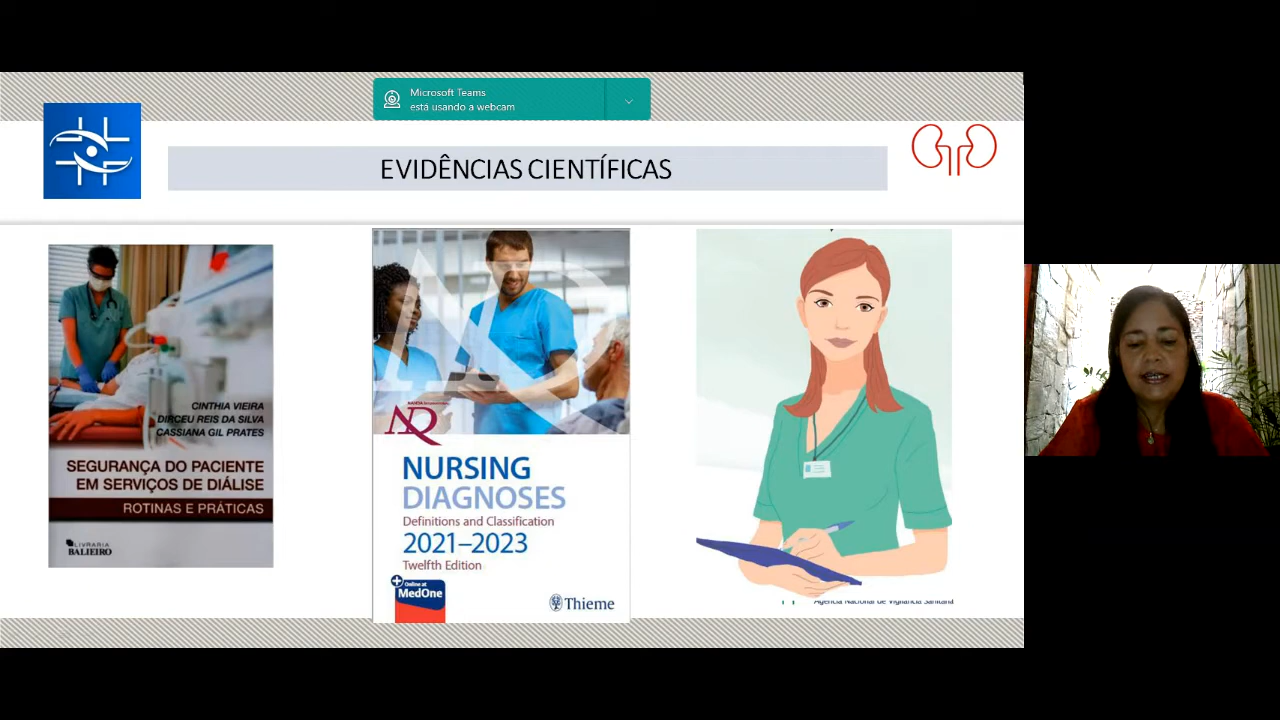 Microsoft Teams
está usando a webcam
EVIDÊNCIAS CIENTÍFICAS
CINTHIA VIEIRA
DIRCEU REIS DA SILVA
CASSIANA GIL PRATES
SEGURANÇA DO PACIENTE
EM SERVIÇOS DE DIÁLISE
ROTINAS E PRÁTICAS
LIVRARIA
BALIEIRO
NURSING
DIAGNOSES
Definitions and Classification
2021–2023
Twelfth Edition
Online at
MedOne
Thieme
Agência Nacional de Vigilância Sanitária